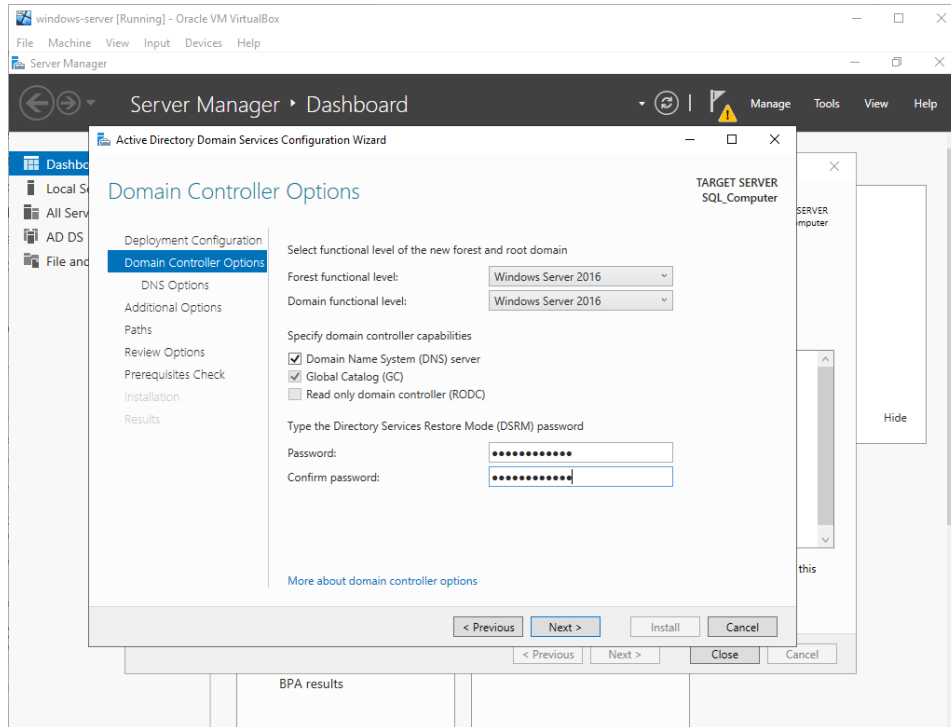 windows-server [Running] - Oracle VM VirtualBox
File Machine View Input Devices Help
Server Manager
Server Manager ‣ Dashboard
Manage Tools View Help
Active Directory Domain Services Configuration Wizard
Dashbo
Local Se
All Serv
AD DS
File and
Domain Controller Options
TARGET SERVER
SQL_Computer
SERVER
mputer
Deployment Configuration
Domain Controller Options
DNS Options
Additional Options
Paths
Review Options
Prerequisites Check
Installation
Results
Select functional level of the new forest and root domain
Forest functional level: Windows Server 2016
Domain functional level: Windows Server 2016
Specify domain controller capabilities
Domain Name System (DNS) server
Global Catalog (GC)
Read only domain controller (RODC)
Type the Directory Services Restore Mode (DSRM) password
Password: ●●●●●●●●●●●●
Confirm password: ●●●●●●●●●●●●
More about domain controller options
Hide
this
< Previous Next > Install Cancel
< Previous Next > Close Cancel
BPA results